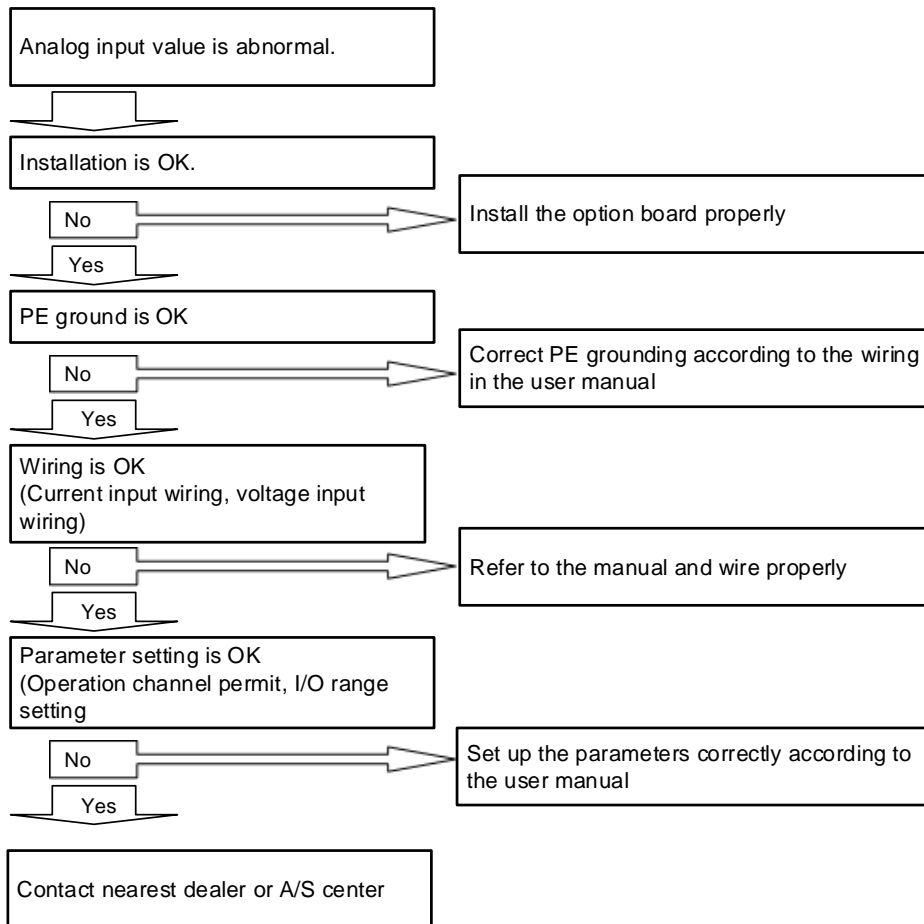 Analog input value is abnormal.
Installation is OK.
No
Install the option board properly
Yes
PE ground is OK
No
Correct PE grounding according to the wiring
in the user manual
Yes
Wiring is OK
(Current input wiring, voltage input
wiring)
No
Refer to the manual and wire properly
Yes
Parameter setting is OK
(Operation channel permit, I/O range
setting
No
Set up the parameters correctly according to
the user manual
Yes
Contact nearest dealer or A/S center